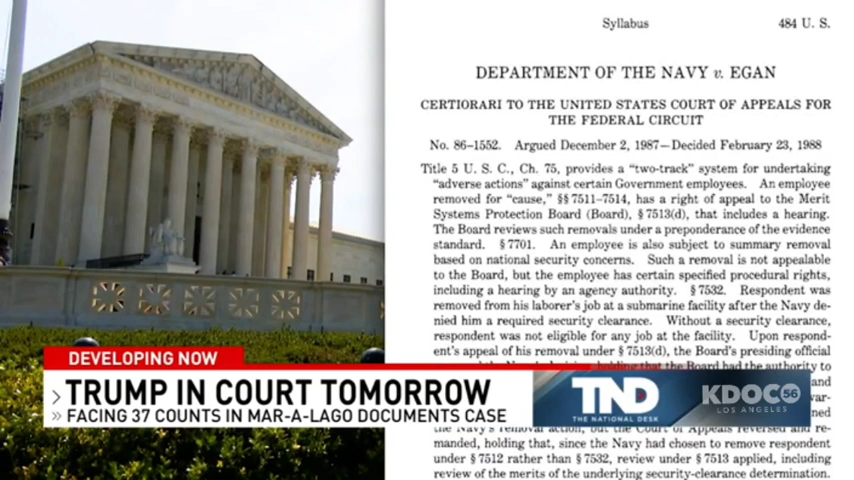 Syllabus 484 U. S.
DEPARTMENT OF THE NAVY v. EGAN
CERTIORARI TO THE UNITED STATES COURT OF APPEALS FOR
THE FEDERAL CIRCUIT
No. 86–1552. Argued December 2, 1987—Decided February 23, 1988
Title 5 U. S. C., Ch. 75, provides a "two-track" system for undertaking
"adverse actions" against certain Government employees. An employee
removed for "cause," §§ 7511–7514, has a right of appeal to the Merit
Systems Protection Board (Board), § 7513(d), that includes a hearing.
The Board reviews such removals under a preponderance of the evidence
standard. § 7701. An employee is also subject to summary removal
based on national security concerns. Such a removal is not appealable
to the Board, but the employee has certain specified procedural rights,
including a hearing by an agency authority. § 7532. Respondent was
removed from his laborer's job at a submarine facility after the Navy de-
nied him a required security clearance. Without a security clearance,
respondent was not eligible for any job at the facility. Upon respond-
ent's appeal of his removal under § 7513(d), the Board's presiding official
holding that the Board had the authority to
and
the Navy's removal action, but the Court of Appeals reversed and re-
manded, holding that, since the Navy had chosen to remove respondent
under § 7512 rather than § 7532, review under § 7513 applied, including
review of the merits of the underlying security-clearance determination.
DEVELOPING NOW
TRUMP IN COURT TOMORROW
FACING 37 COUNTS IN MAR-A-LAGO DOCUMENTS CASE
TND
THE NATIONAL DESK
KDOC 56
LOS ANGELES